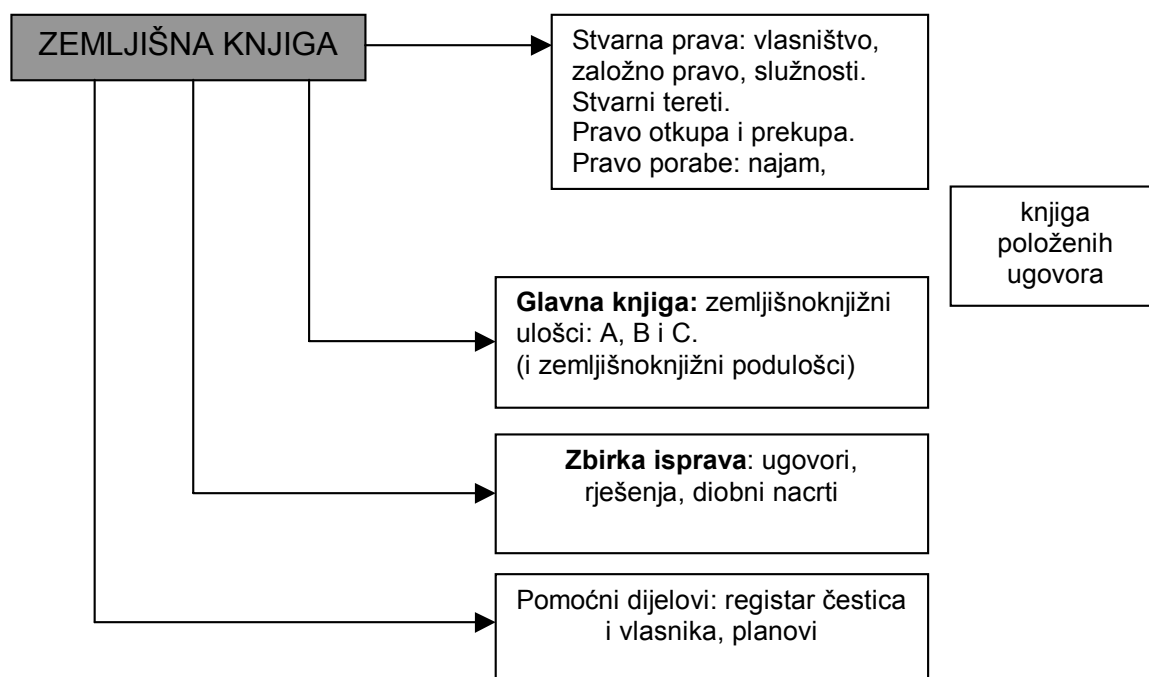 ZEMLJIŠNA KNJIGA
Stvarna prava: vlasništvo,
založno pravo, služnosti.
Stvarni tereti.
Pravo otkupa i prekupa.
Pravo porabe: najam,
knjiga
položenih
ugovora
Glavna knjiga: zemljišnoknjižni
ulošci: A, B i C.
(i zemljišnoknjižni podulošci)
Zbirka isprava: ugovori,
rješenja, diobni nacrti
Pomoćni dijelovi: registar čestica
i vlasnika, planovi